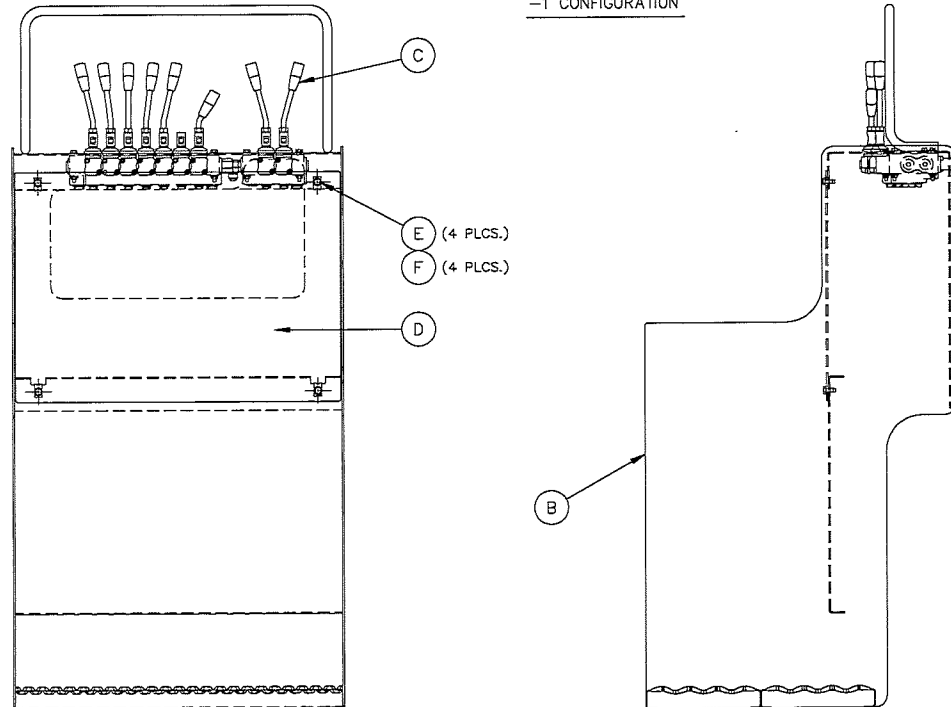 -1 CONFIGURATION
C
E (4 PLCS.)
F (4 PLCS.)
D
B